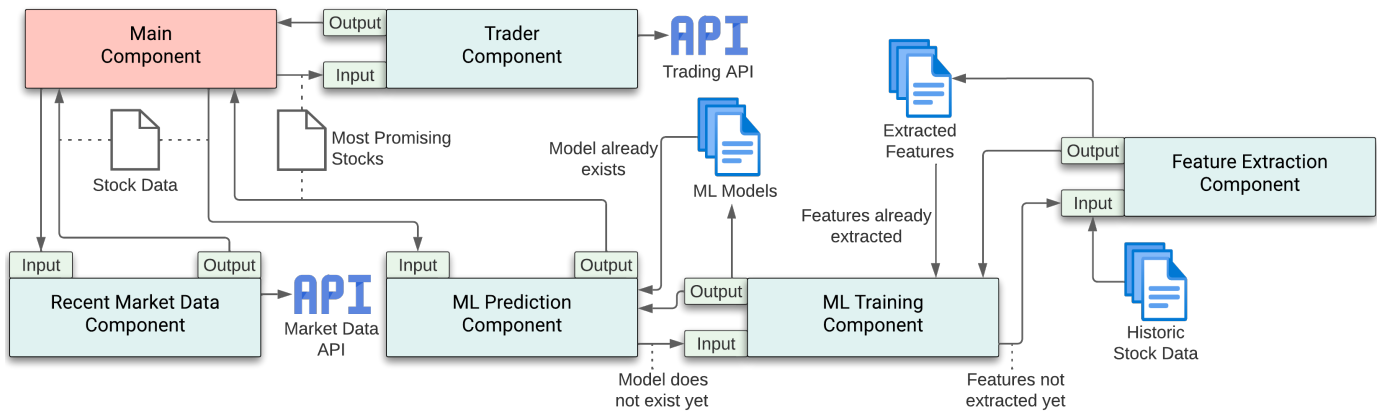 Main
Component
Output
Input
Trader
Component
API
Trading API
Stock Data
Most Promising
Stocks
Model already
exists
ML Models
Extracted
Features
Features already
extracted
Output
Input
Feature Extraction
Component
Historic
Stock Data
Input
Output
Recent Market Data
Component
API
Market Data
API
Input
Output
ML Prediction
Component
Model does
not exist yet
Output
Input
ML Training
Component
Features not
extracted yet